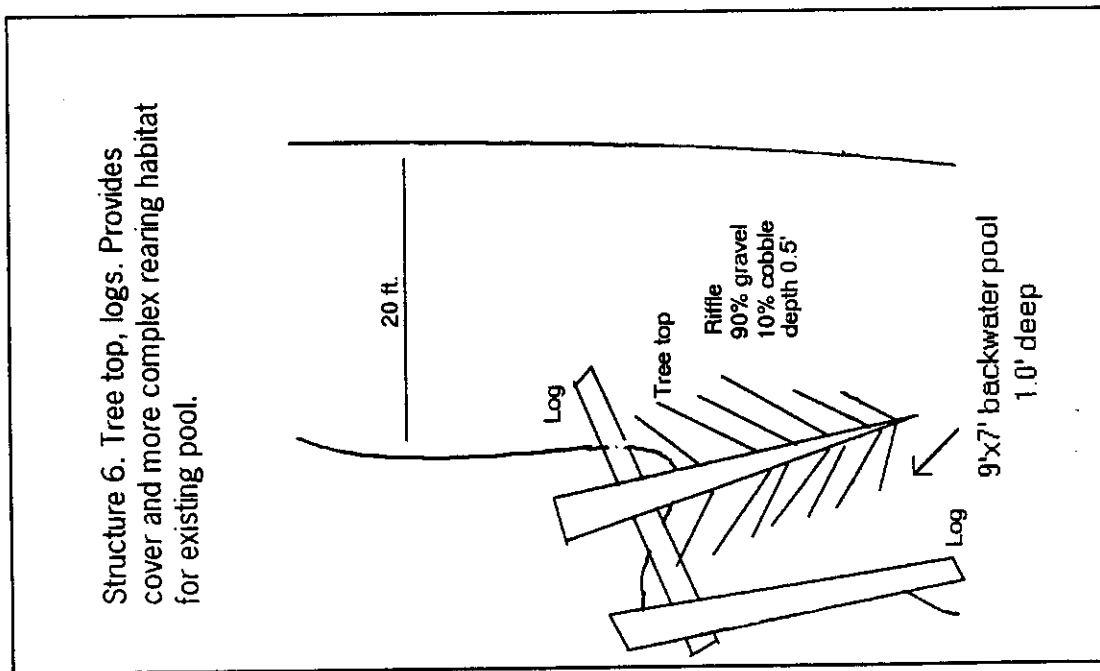 Structure 6. Tree top, logs. Provides
cover and more complex rearing habitat
for existing pool.
20 ft.
Log
Tree top
Riffle
90% gravel
10% cobble
depth 0.5'
9'x7' backwater pool
1.0' deep
Log